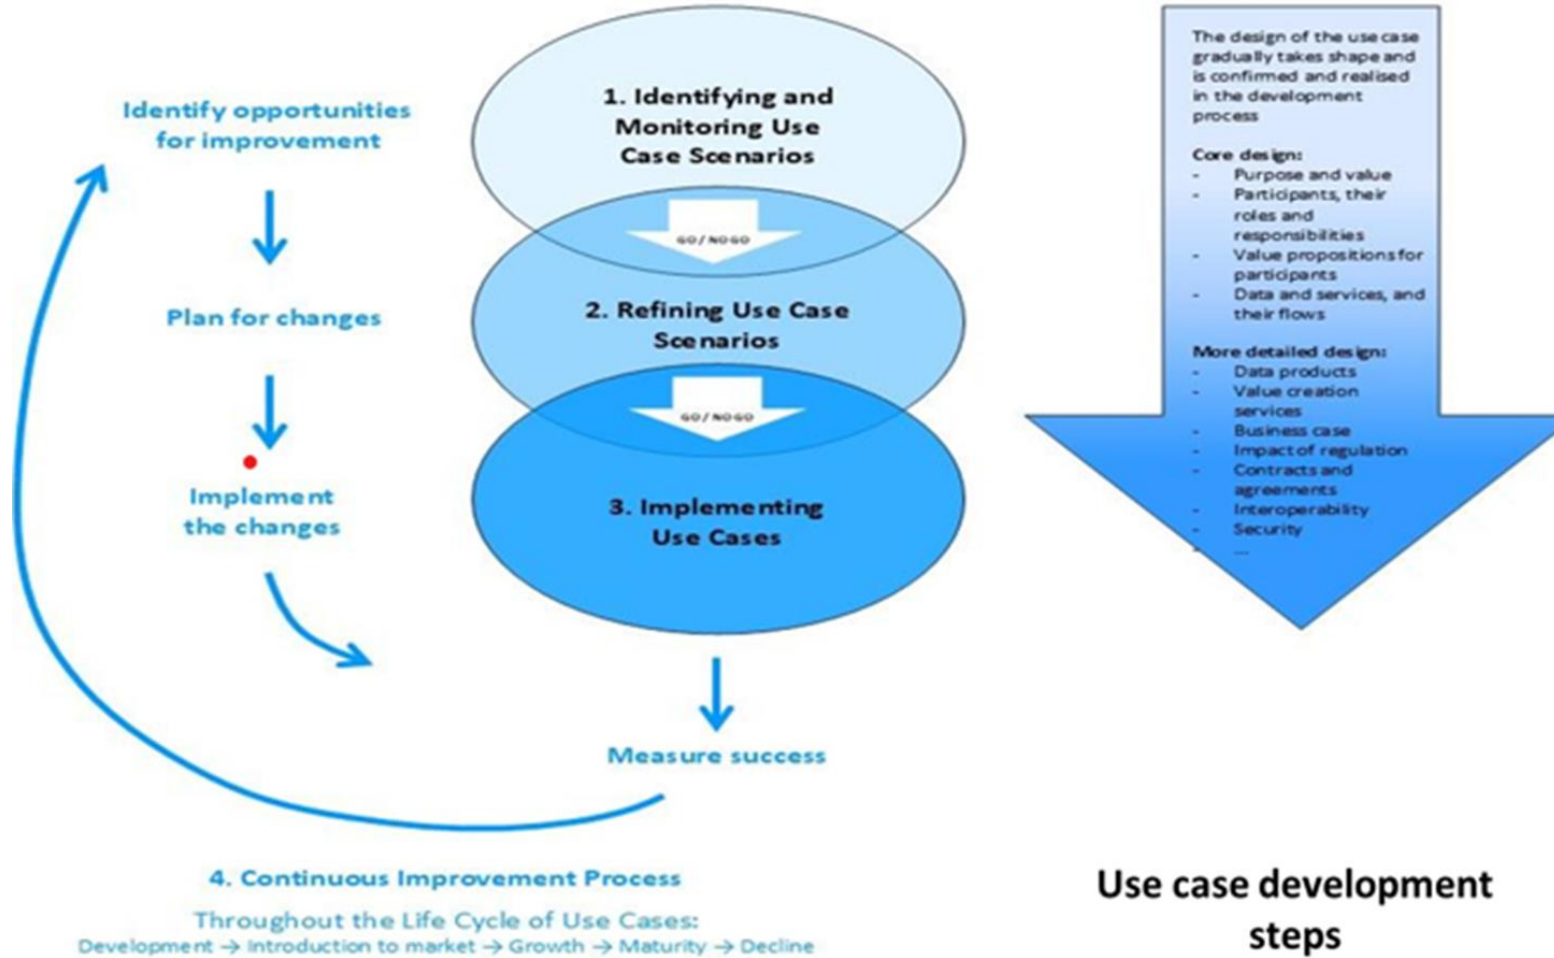 Identify opportunities
for improvement
Plan for changes
Implement
the changes
1. Identifying and
Monitoring Use
Case Scenarios
GO / NO GO
2. Refining Use Case
Scenarios
GO / NO GO
3. Implementing
Use Cases
Measure success
4. Continuous Improvement Process
Throughout the Life Cycle of Use Cases:
Development → Introduction to market → Growth → Maturity → Decline
The design of the use case
gradually takes shape and
is confirmed and realised
in the development
process
Core design:
- Purpose and value
- Participants, their
roles and
responsibilities
- Value propositions for
participants
- Data and services, and
their flows
More detailed design:
- Data products
- Value creation
services
- Business case
- Impact of regulation
- Contracts and
agreements
- Interoperability
- Security
- ...
Use case development
steps